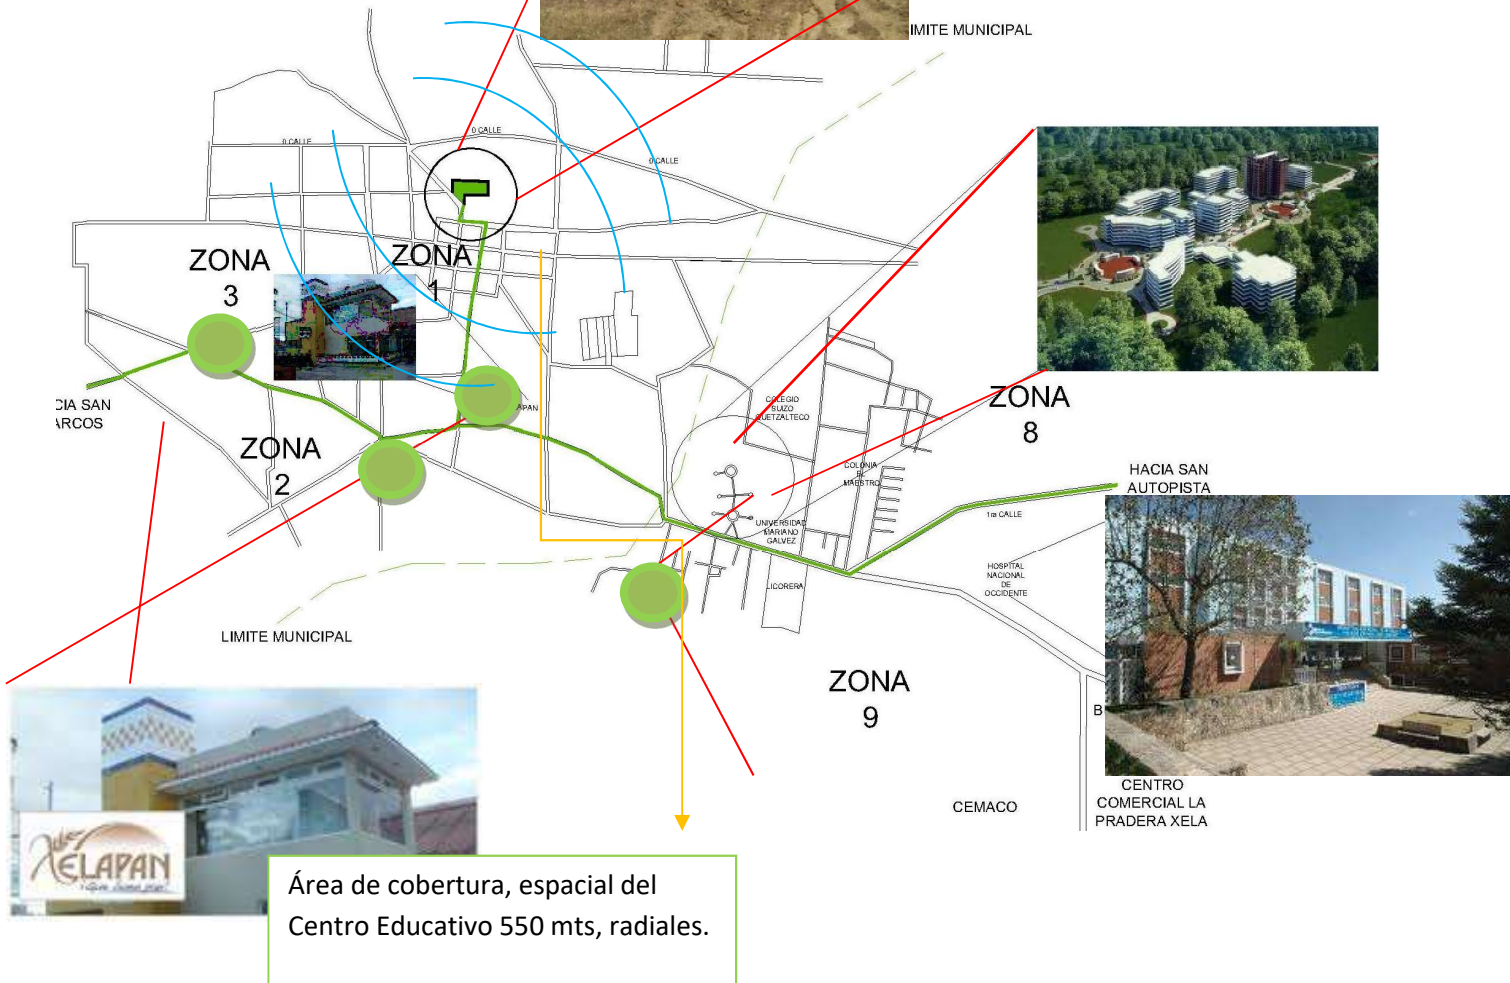 IMITE MUNICIPAL
0 CALLE
0 CALLE
0 CALLE
ZONA
3
ZONA
1
CIA SAN
ARCOS
APAN
COLEGIO
SUIZO
QUETZALTECO
ZONA
8
ZONA
2
COLONIA
EL
MAESTRO
HACIA SAN
AUTOPISTA
1ra CALLE
UNIVERSIDAD
MARIANO
GALVEZ
HOSPITAL
NACIONAL
DE
OCCIDENTE
LICORERA
LIMITE MUNICIPAL
ZONA
9
B
CENTRO
COMERCIAL LA
PRADERA XELA
CEMACO
XELAPAN
Área de cobertura, espacial del
Centro Educativo 550 mts, radiales.